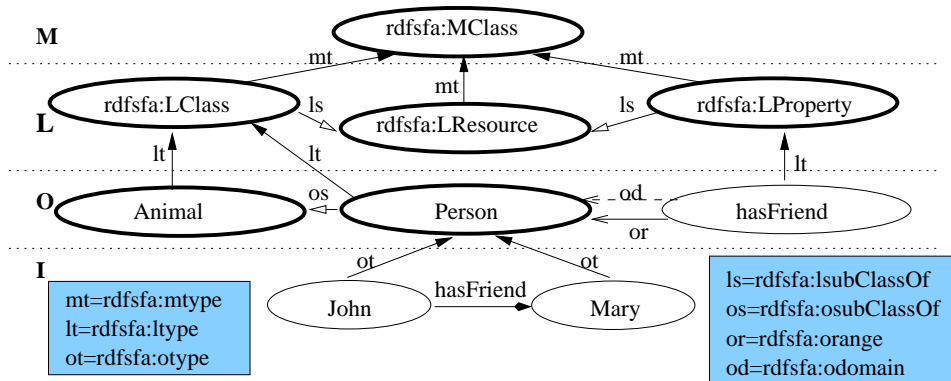 M
rdfsfa:MClass
mt
mt
mt
rdfsfa:LClass
ls
ls
rdfsfa:LProperty
L
rdfsfa:LResource
lt
lt
lt
O
os
od
Animal
Person
hasFriend
or
I
ot
ot
hasFriend
John
Mary
mt=rdfsfa:mtype
lt=rdfsfa:ltype
ot=rdfsfa:otype
ls=rdfsfa:lsubClassOf
os=rdfsfa:osubClassOf
or=rdfsfa:orange
od=rdfsfa:odomain